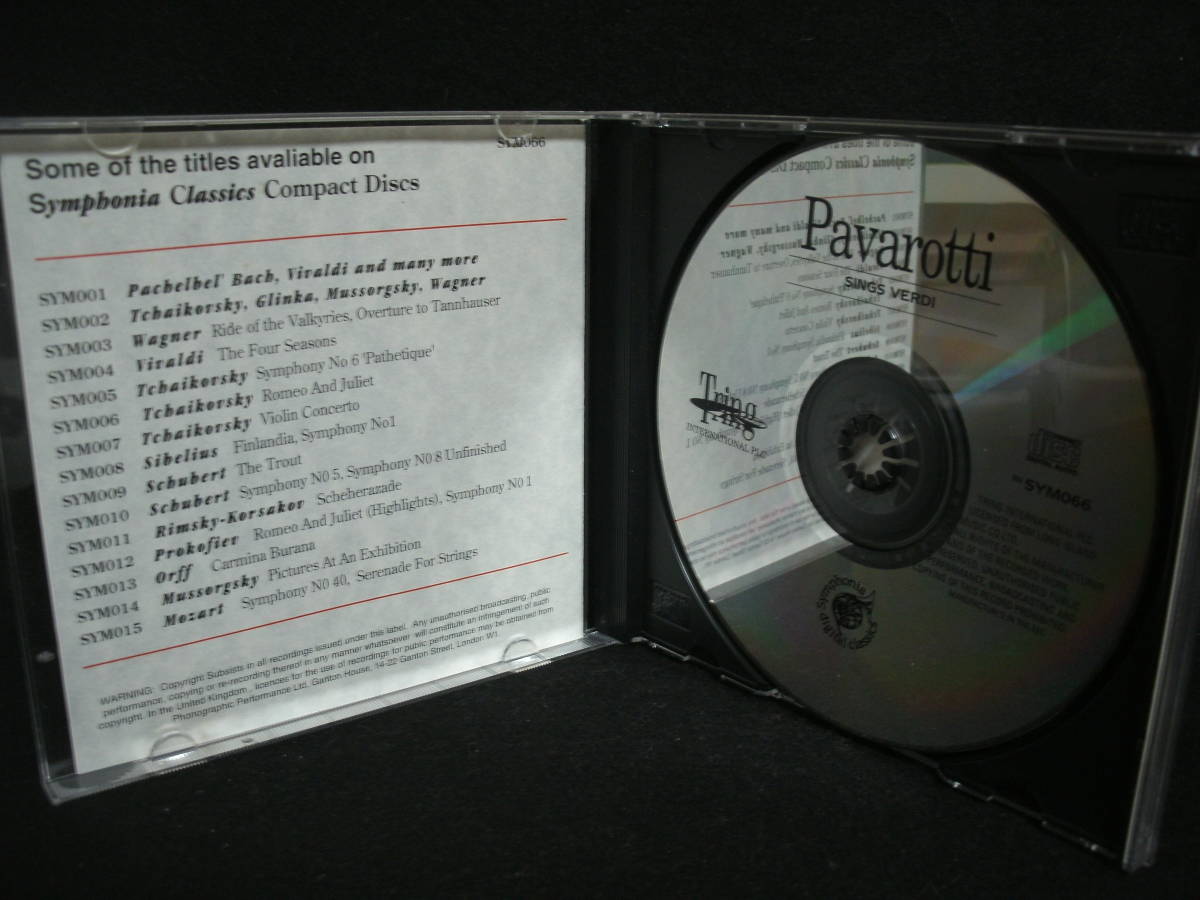 Some of the titles avaliable on
SYM066
Symphonia Classics Compact Discs
SYM001 Pachelbel' Bach, Vivaldi and many more
SYM002 Tchaikovsky, Glinka, Mussorgsky, Wagner
SYM003 Wagner Ride of the Valkyries, Overture to Tannhauser
SYM004 Vivaldi The Four Seasons
SYM005 Tchaikovsky Symphony No 6 'Pathetique'
SYM006 Tchaikovsky Romeo And Juliet
SYM007 Tchaikovsky Violin Concerto
SYM008 Sibelius Finlandia, Symphony No1
SYM009 Schubert The Trout
SYM010 Schubert Symphony N0 5, Symphony N0 8 Unfinished
SYM011 Rimsky-Korsakov Scheherazade
SYM012 Prokofiev Romeo And Juliet (Highlights), Symphony N0 1
SYM013 Orff Carmina Burana
SYM014 Mussorgsky Pictures At An Exhibition
SYM015 Mozart Symphony N0 40, Serenade For Strings
WARNING: Copyright Subsists in all recordings issued under this label. Any unauthorised broadcasting, public
performance, copying or re-recording thereof in any manner whatsoever will constitute an infringement of such
copyright. In the United Kingdom, licences for the use of recordings for public performance may be obtained from
Phonographic Performance Ltd, Ganton House, 14-22 Ganton Street, London W1.
Pavarotti
SINGS VERDI
Tring
INTERNATIONAL PLC
COMPACT
disc
DIGITAL AUDIO
SYM066
Symphonia
digital classics